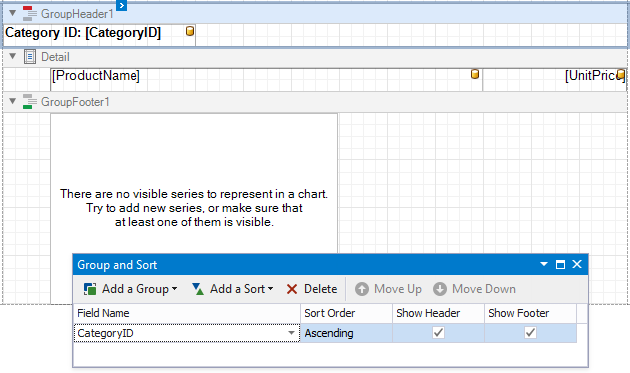 GroupHeader1
Category ID: [CategoryID]
Detail
[ProductName] [UnitPrice]
GroupFooter1
There are no visible series to represent in a chart.
Try to add new series, or make sure that
at least one of them is visible.
Group and Sort
Add a Group Add a Sort Delete Move Up Move Down
Field Name Sort Order Show Header Show Footer
CategoryID Ascending